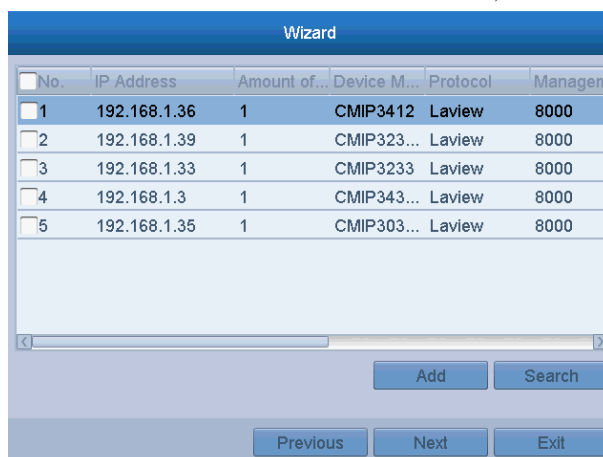 Wizard
No. IP Address Amount of... Device M... Protocol Managem
1 192.168.1.36 1 CMIP3412 Laview 8000
2 192.168.1.39 1 CMIP323... Laview 8000
3 192.168.1.33 1 CMIP3233 Laview 8000
4 192.168.1.3 1 CMIP343... Laview 8000
5 192.168.1.35 1 CMIP303... Laview 8000
Add Search
Previous Next Exit